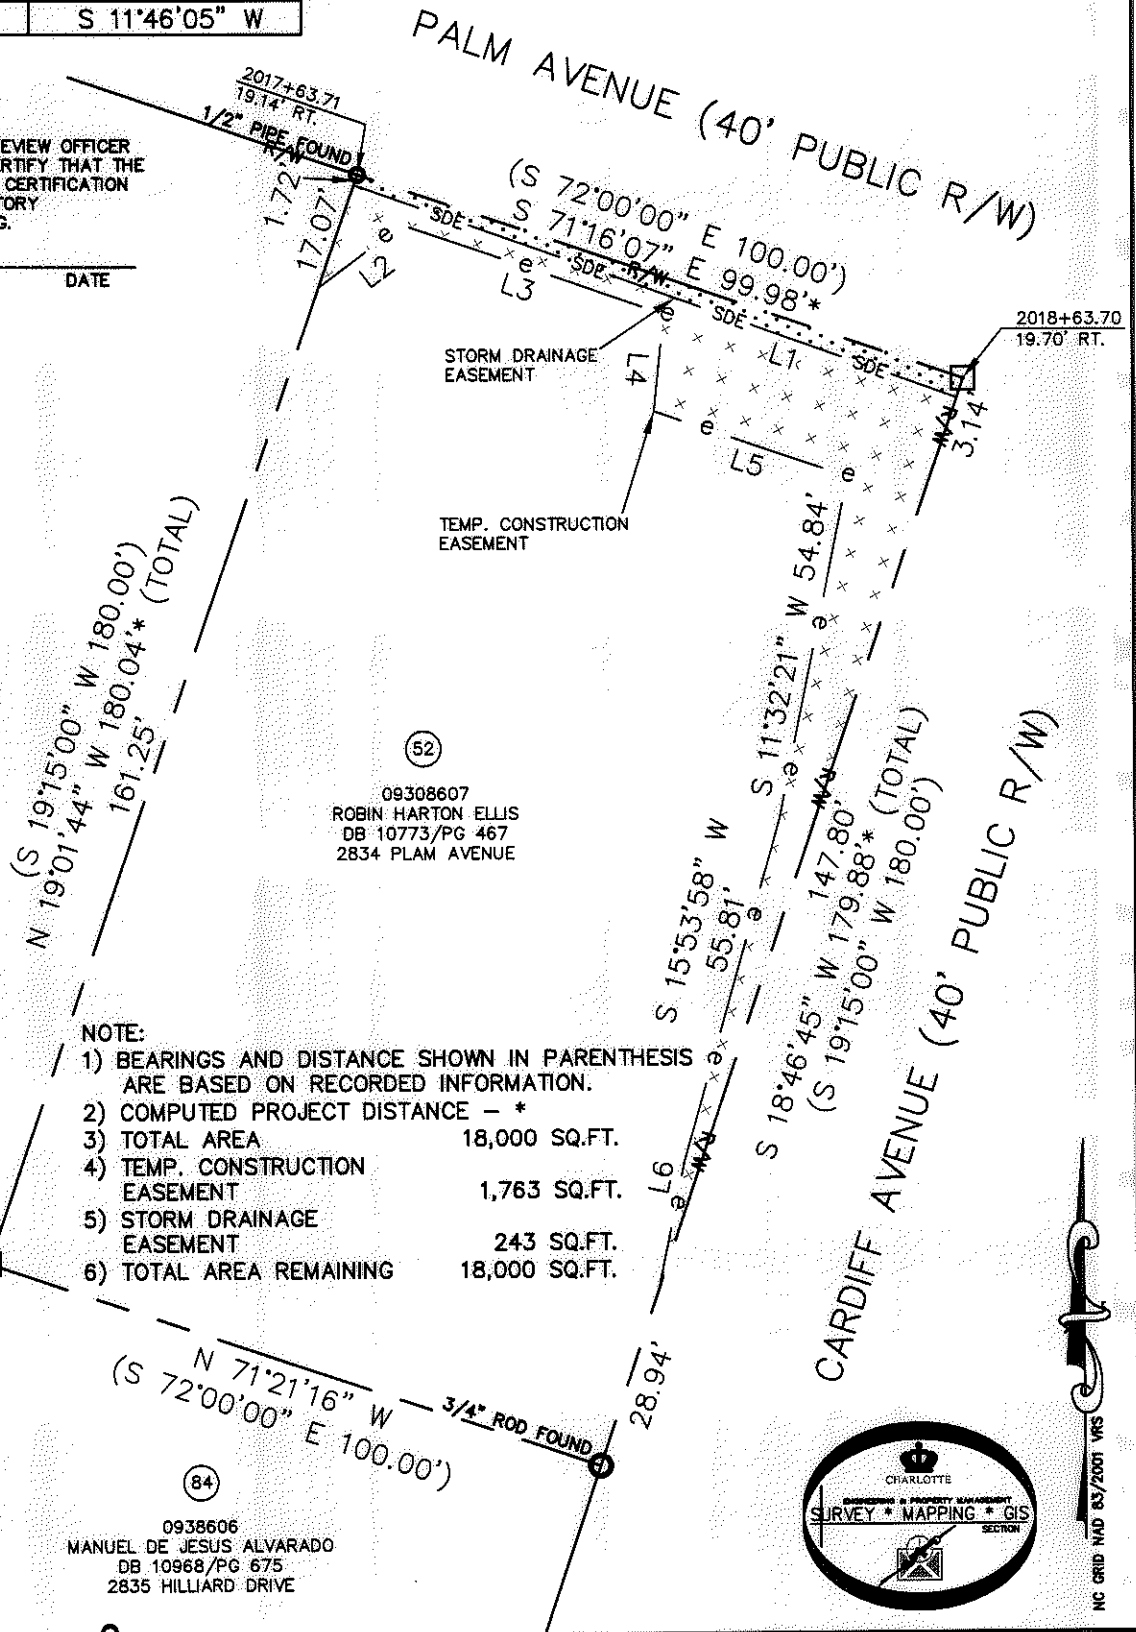 S 11°46'05" W
PALM AVENUE (40' PUBLIC R/W)
2017+63.71
19.14' RT.
1/2" PIPE FOUND
R/W
EVIEW OFFICER
RTIFY THAT THE
CERTIFICATION
TORY
G.
DATE
1.72'
17.07'
L2
(S 72°00'00" E 100.00')
S 71°16'07" E 99.98'*
SDE
SDE
R/W
SDE
SDE
e
e
e
L3
L1
2018+63.70
19.70' RT.
STORM DRAINAGE
EASEMENT
L4
R/W
3.14'
e
L5
e
TEMP. CONSTRUCTION
EASEMENT
(S 19°15'00" W 180.00')
N 19°01'44" W 180.04'* (TOTAL)
161.25'
S 11°32'21" W 54.84'
e
e
52
09308607
ROBIN HARTON ELLIS
DB 10773/PG 467
2834 PLAM AVENUE
R/W
147.80'
S 18°46'45" W 179.88'* (TOTAL)
(S 19°15'00" W 180.00')
CARDIFF AVENUE (40' PUBLIC R/W)
S 15°53'58" W
55.81'
e
e
L6
R/W
e
NOTE:
1) BEARINGS AND DISTANCE SHOWN IN PARENTHESIS
ARE BASED ON RECORDED INFORMATION.
2) COMPUTED PROJECT DISTANCE - *
3) TOTAL AREA 18,000 SQ.FT.
4) TEMP. CONSTRUCTION
EASEMENT 1,763 SQ.FT.
5) STORM DRAINAGE
EASEMENT 243 SQ.FT.
6) TOTAL AREA REMAINING 18,000 SQ.FT.
N 71°21'16" W
(S 72°00'00" E 100.00')
3/4" ROD FOUND
28.94'
84
0938606
MANUEL DE JESUS ALVARADO
DB 10968/PG 675
2835 HILLIARD DRIVE
CHARLOTTE
ENGINEERING & PROPERTY MANAGEMENT
SURVEY * MAPPING * GIS
SECTION
NC GRID NAD 83/2001 VRS